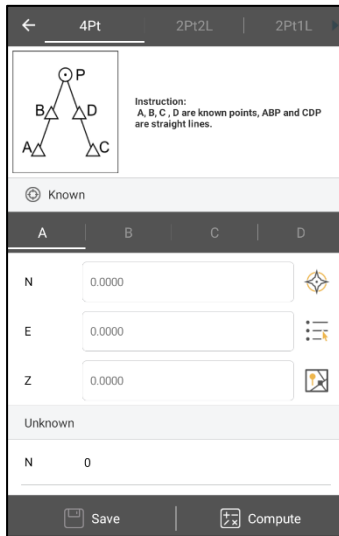 4Pt 2Pt2L 2Pt1L
P
B D
A C
Instruction:
A, B, C , D are known points, ABP and CDP
are straight lines.
Known
A B C D
N 0.0000
E 0.0000
Z 0.0000
Unknown
N 0
Save Compute